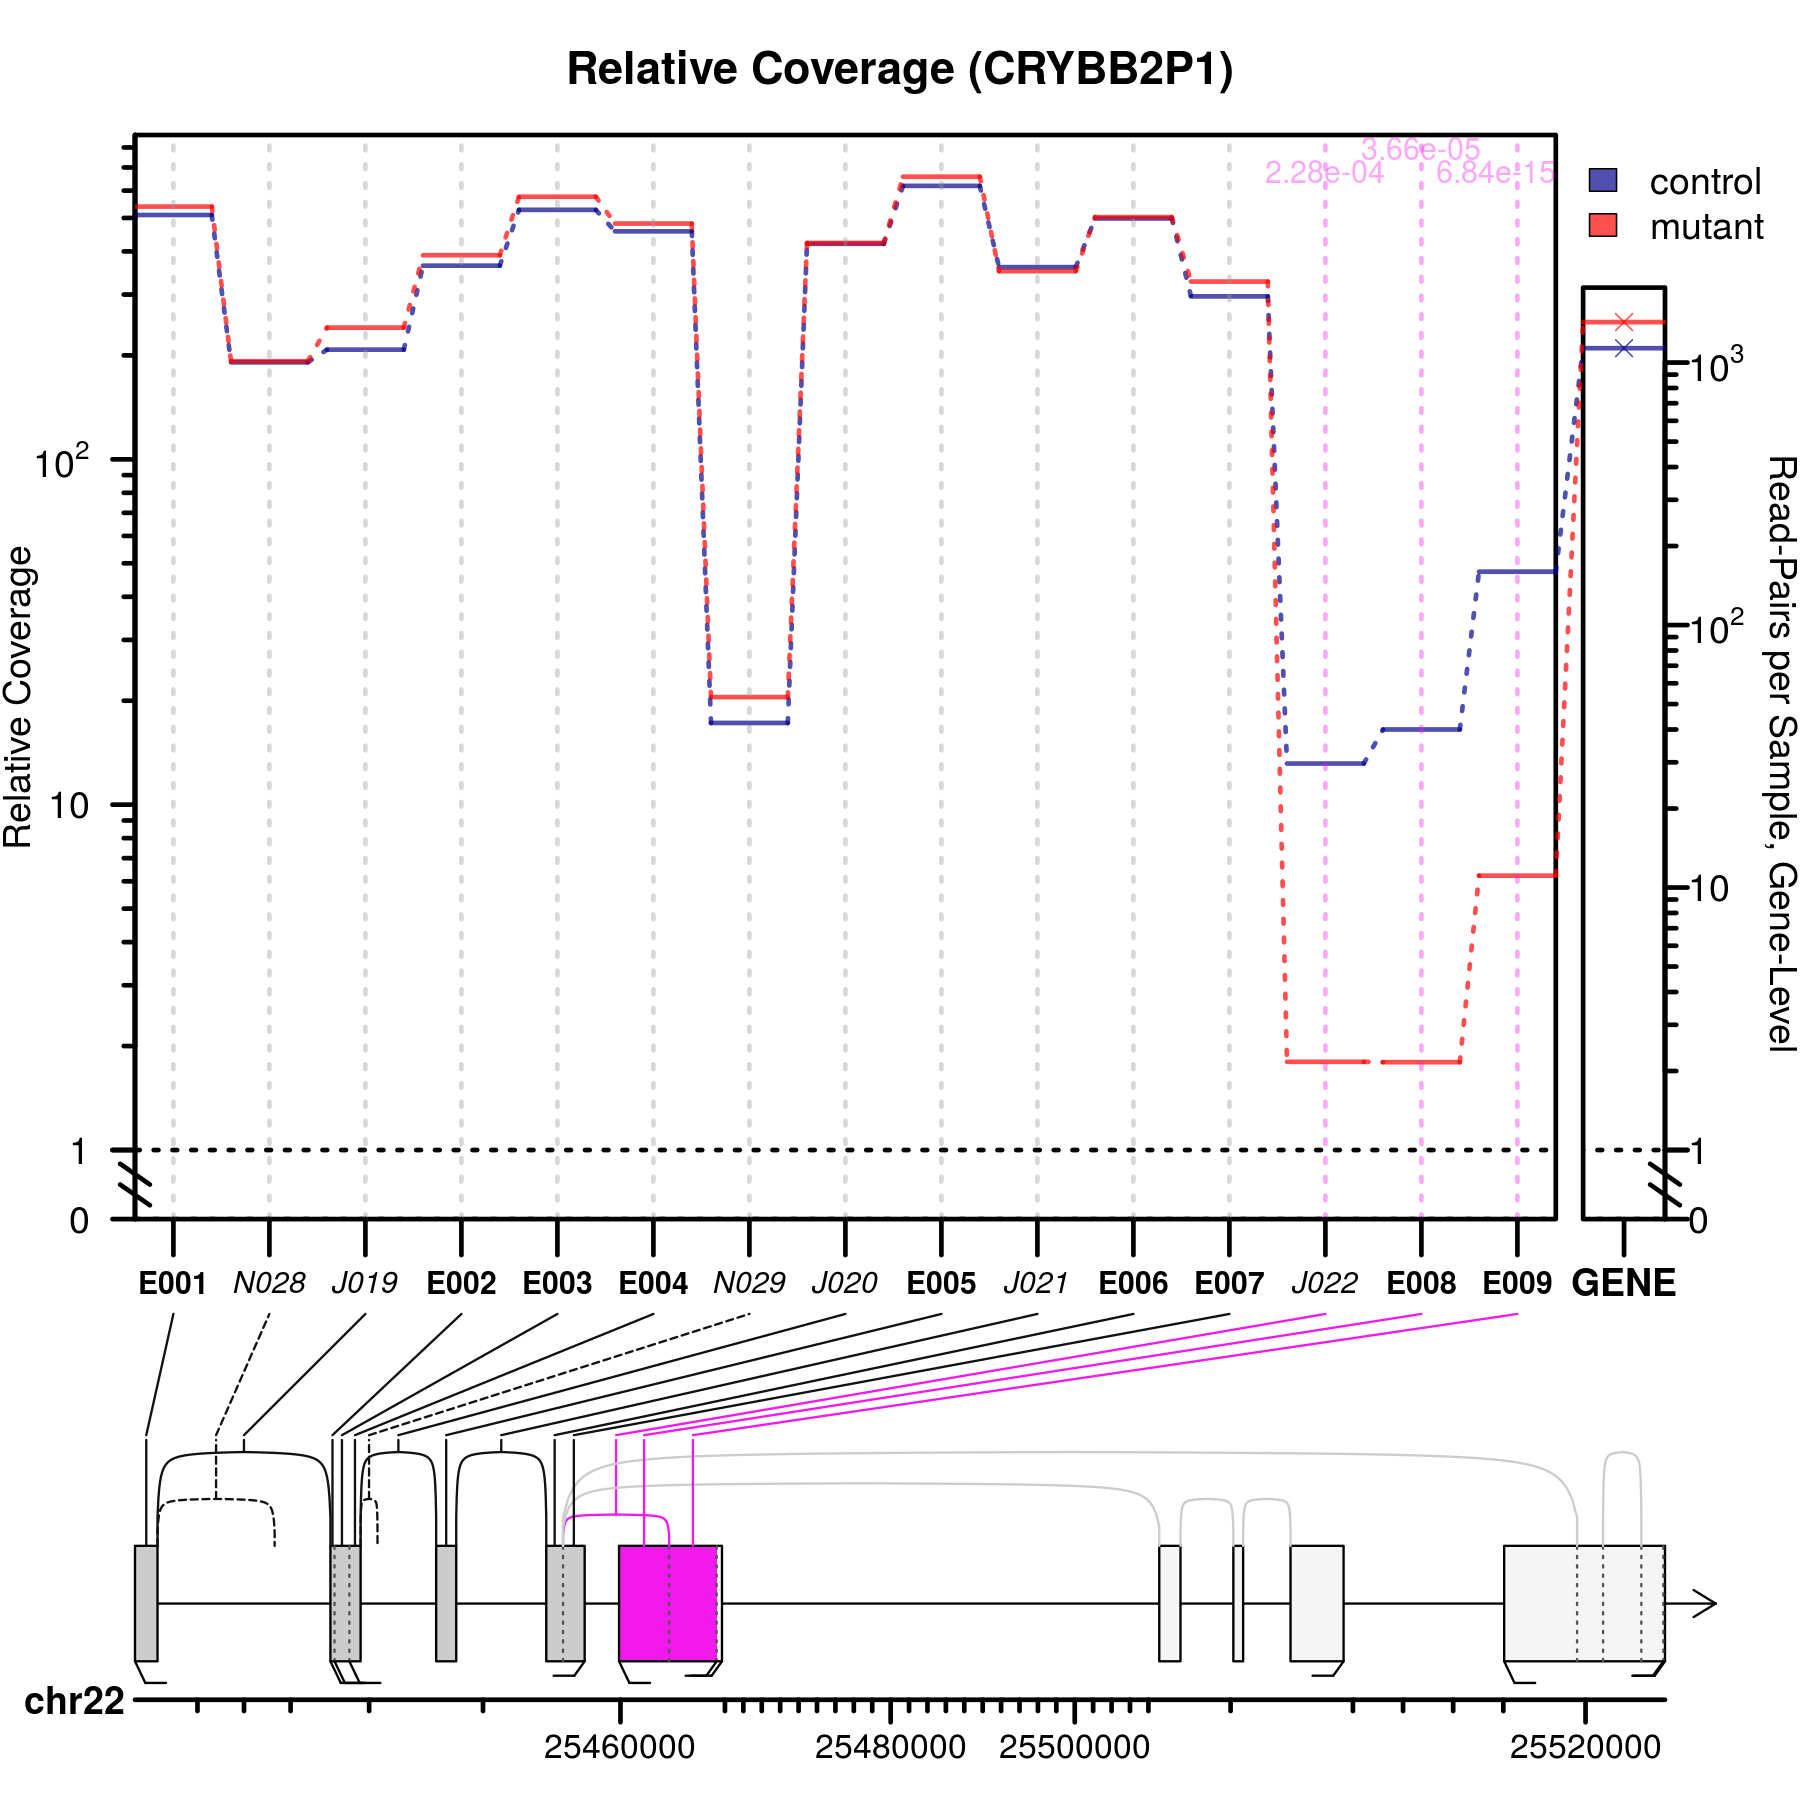 Relative Coverage (CRYBB2P1)
3.66e-05
2.28e-04
6.84e-15
control
mutant
Relative Coverage
10²
10
1
0
10³
10²
10
1
0
Read-Pairs per Sample, Gene-Level
E001 N028 J019 E002 E003 E004 N029 J020 E005 J021 E006 E007 J022 E008 E009 GENE
chr22
25460000 25480000 25500000 25520000